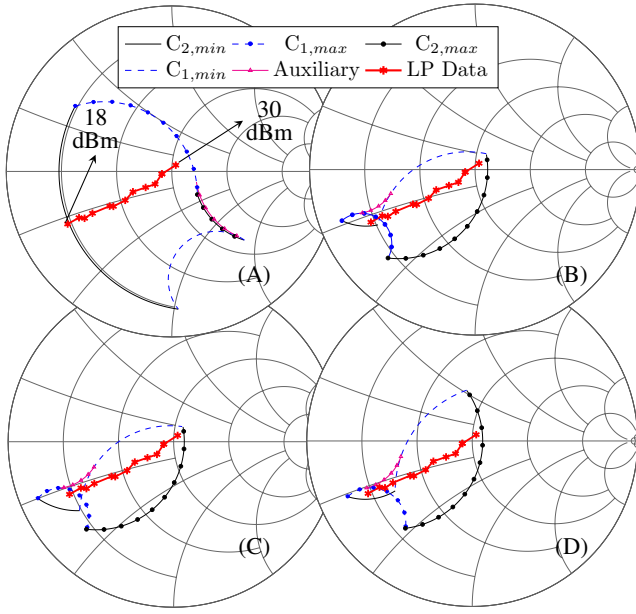 C2,min C1,max C2,max
C1,min Auxiliary LP Data
18
dBm
30
dBm
(A)
(B)
(C)
(D)